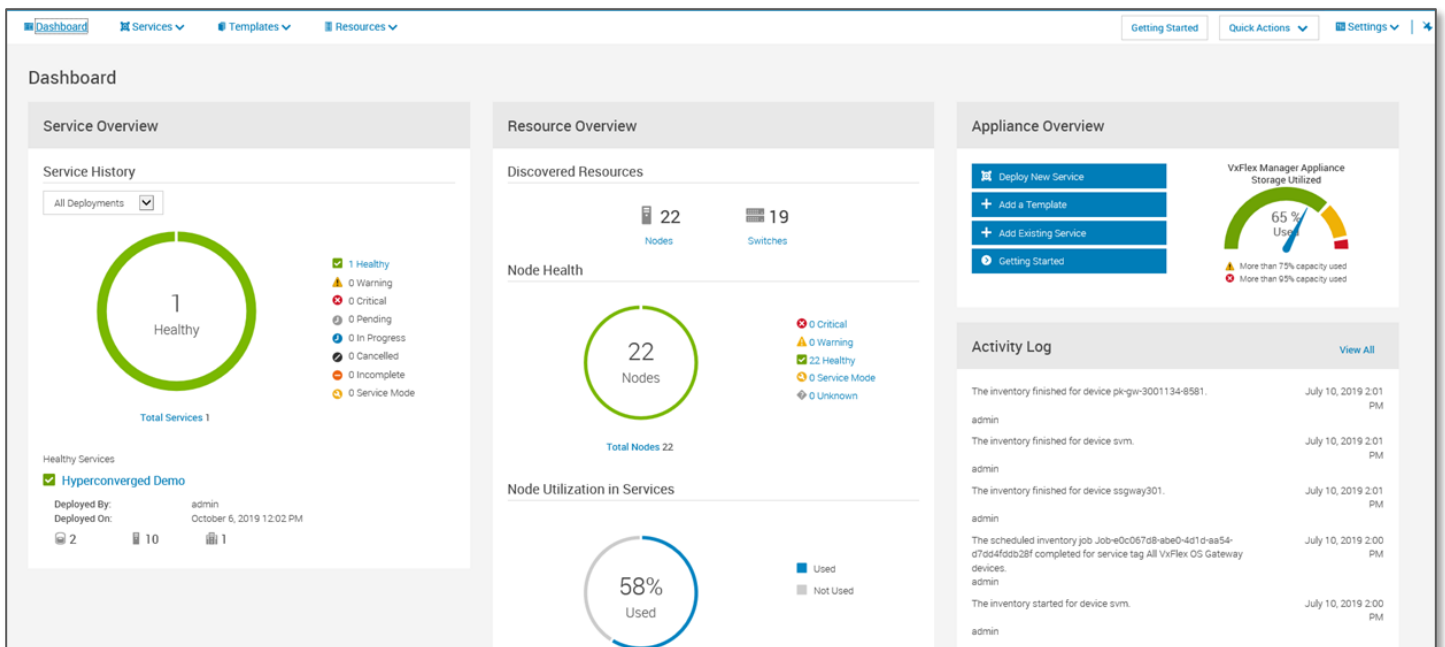 Dashboard
Services
Templates
Resources
Getting Started
Quick Actions
Settings
Dashboard
Service Overview
Service History
All Deployments
1
Healthy
1 Healthy
0 Warning
0 Critical
0 Pending
0 In Progress
0 Cancelled
0 Incomplete
0 Service Mode
Total Services 1
Healthy Services
Hyperconverged Demo
Deployed By: admin
Deployed On: October 6, 2019 12:02 PM
2 10 1
Resource Overview
Discovered Resources
22 19
Nodes Switches
Node Health
22
Nodes
0 Critical
0 Warning
22 Healthy
0 Service Mode
0 Unknown
Total Nodes 22
Node Utilization in Services
58%
Used
Used
Not Used
Appliance Overview
Deploy New Service
Add a Template
Add Existing Service
Getting Started
VxFlex Manager Appliance
Storage Utilized
65 %
Used
More than 75% capacity used
More than 95% capacity used
Activity Log View All
The inventory finished for device pk-gw-3001134-8581. July 10, 2019 2:01
PM
admin
The inventory finished for device svm. July 10, 2019 2:01
PM
admin
The inventory finished for device ssgway301. July 10, 2019 2:01
PM
admin
The scheduled inventory job Job-e0c067d8-abe0-4d1d-aa54- July 10, 2019 2:00
d7dd4fddb28f completed for service tag All VxFlex OS Gateway PM
devices.
admin
The inventory started for device svm. July 10, 2019 2:00
PM
admin